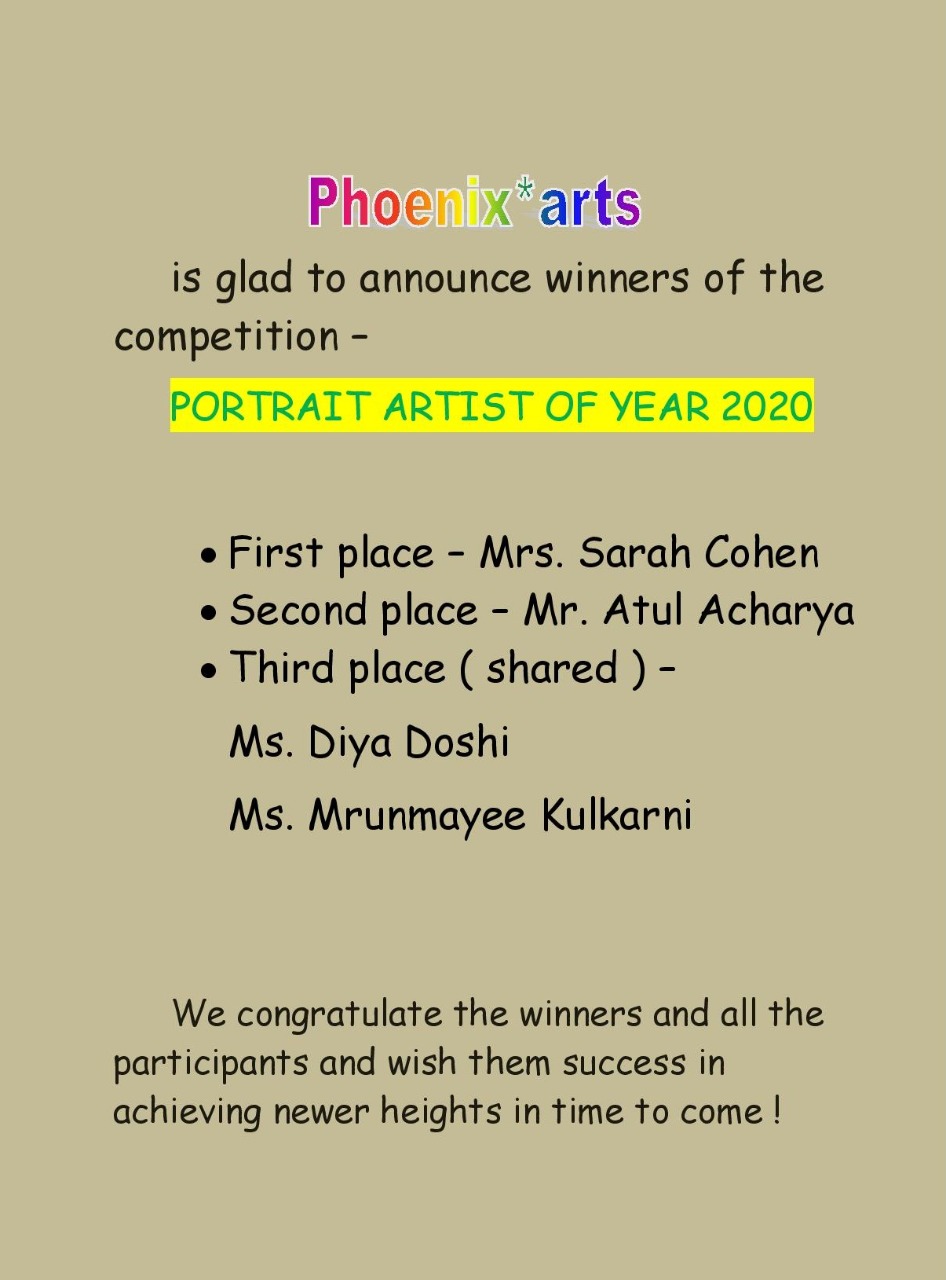 Phoenix*arts
is glad to announce winners of the
competition –
PORTRAIT ARTIST OF YEAR 2020
• First place – Mrs. Sarah Cohen
• Second place – Mr. Atul Acharya
• Third place ( shared ) –
Ms. Diya Doshi
Ms. Mrunmayee Kulkarni
We congratulate the winners and all the
participants and wish them success in
achieving newer heights in time to come !